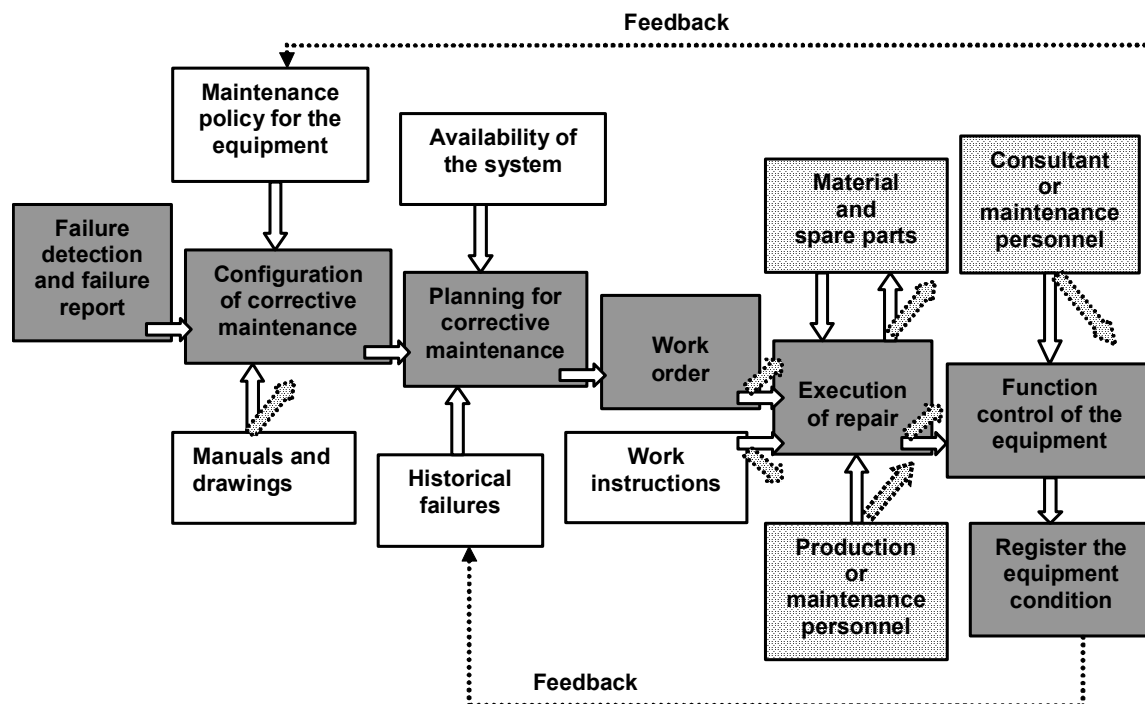 Feedback
Maintenance
policy for the
equipment
Availability of
the system
Material
and
spare parts
Consultant
or
maintenance
personnel
Failure
detection
and failure
report
Configuration
of corrective
maintenance
Planning for
corrective
maintenance
Work
order
Execution
of repair
Function
control of the
equipment
Manuals and
drawings
Historical
failures
Work
instructions
Production
or
maintenance
personnel
Register the
equipment
condition
Feedback